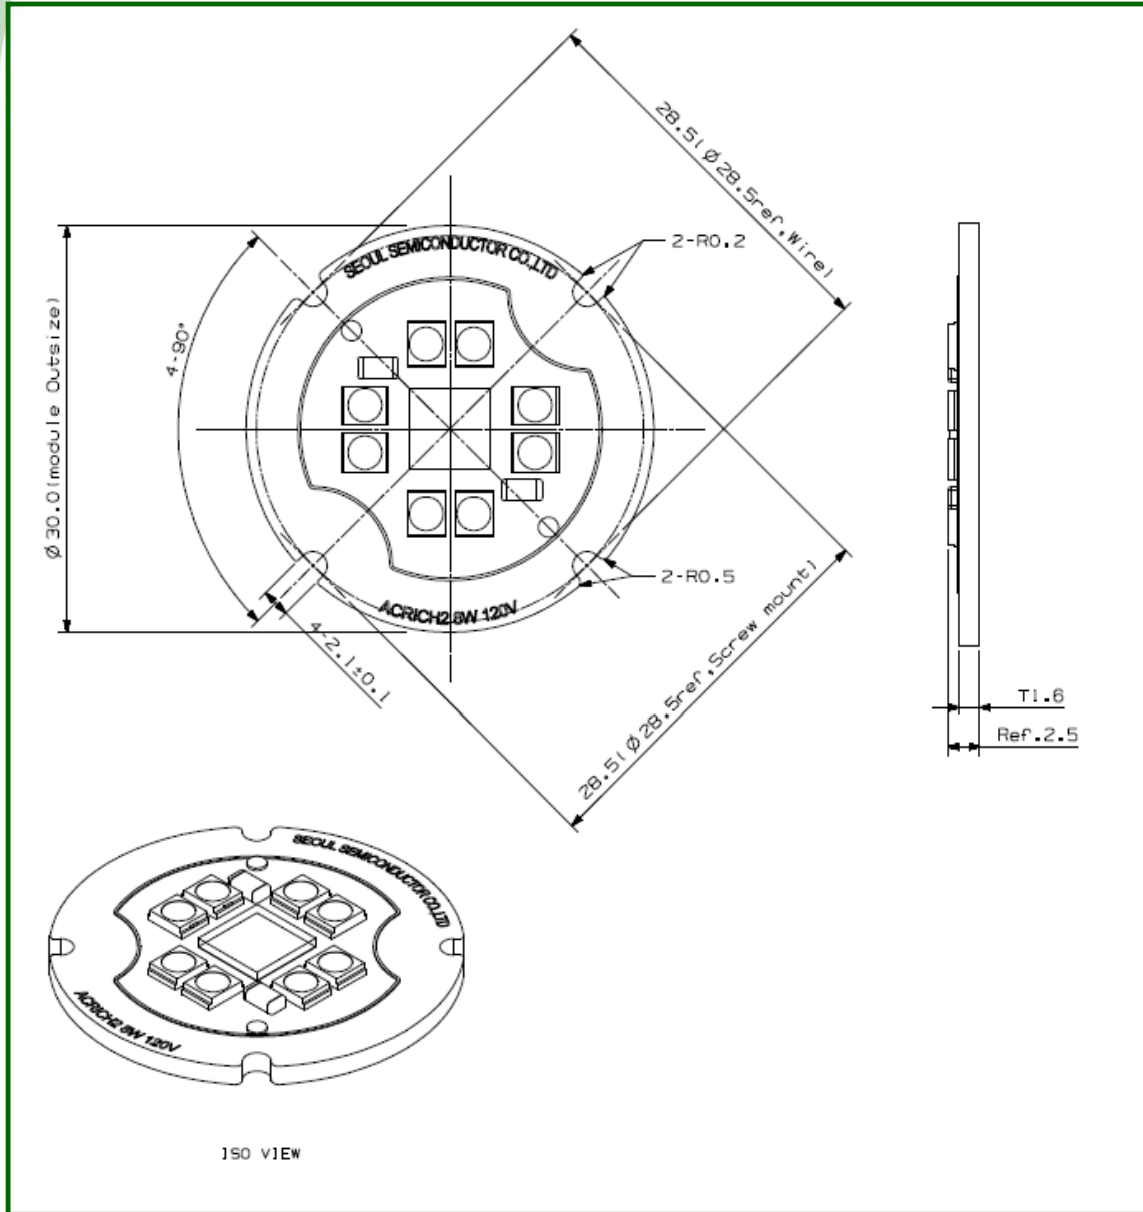 28.5(Ø28.5ref,Wire)
2-R0.2
SEOUL SEMICONDUCTOR CO.,LTD
4-90°
Ø30.0(module Outsize)
2-R0.5
ACRICH2 8W 120V
4-2.1±0.1
28.5(Ø28.5ref,Screw mount)
T1.6
Ref.2.5
SEOUL SEMICONDUCTOR CO.,LTD
ACRICH2 8W 120V
ISO VIEW